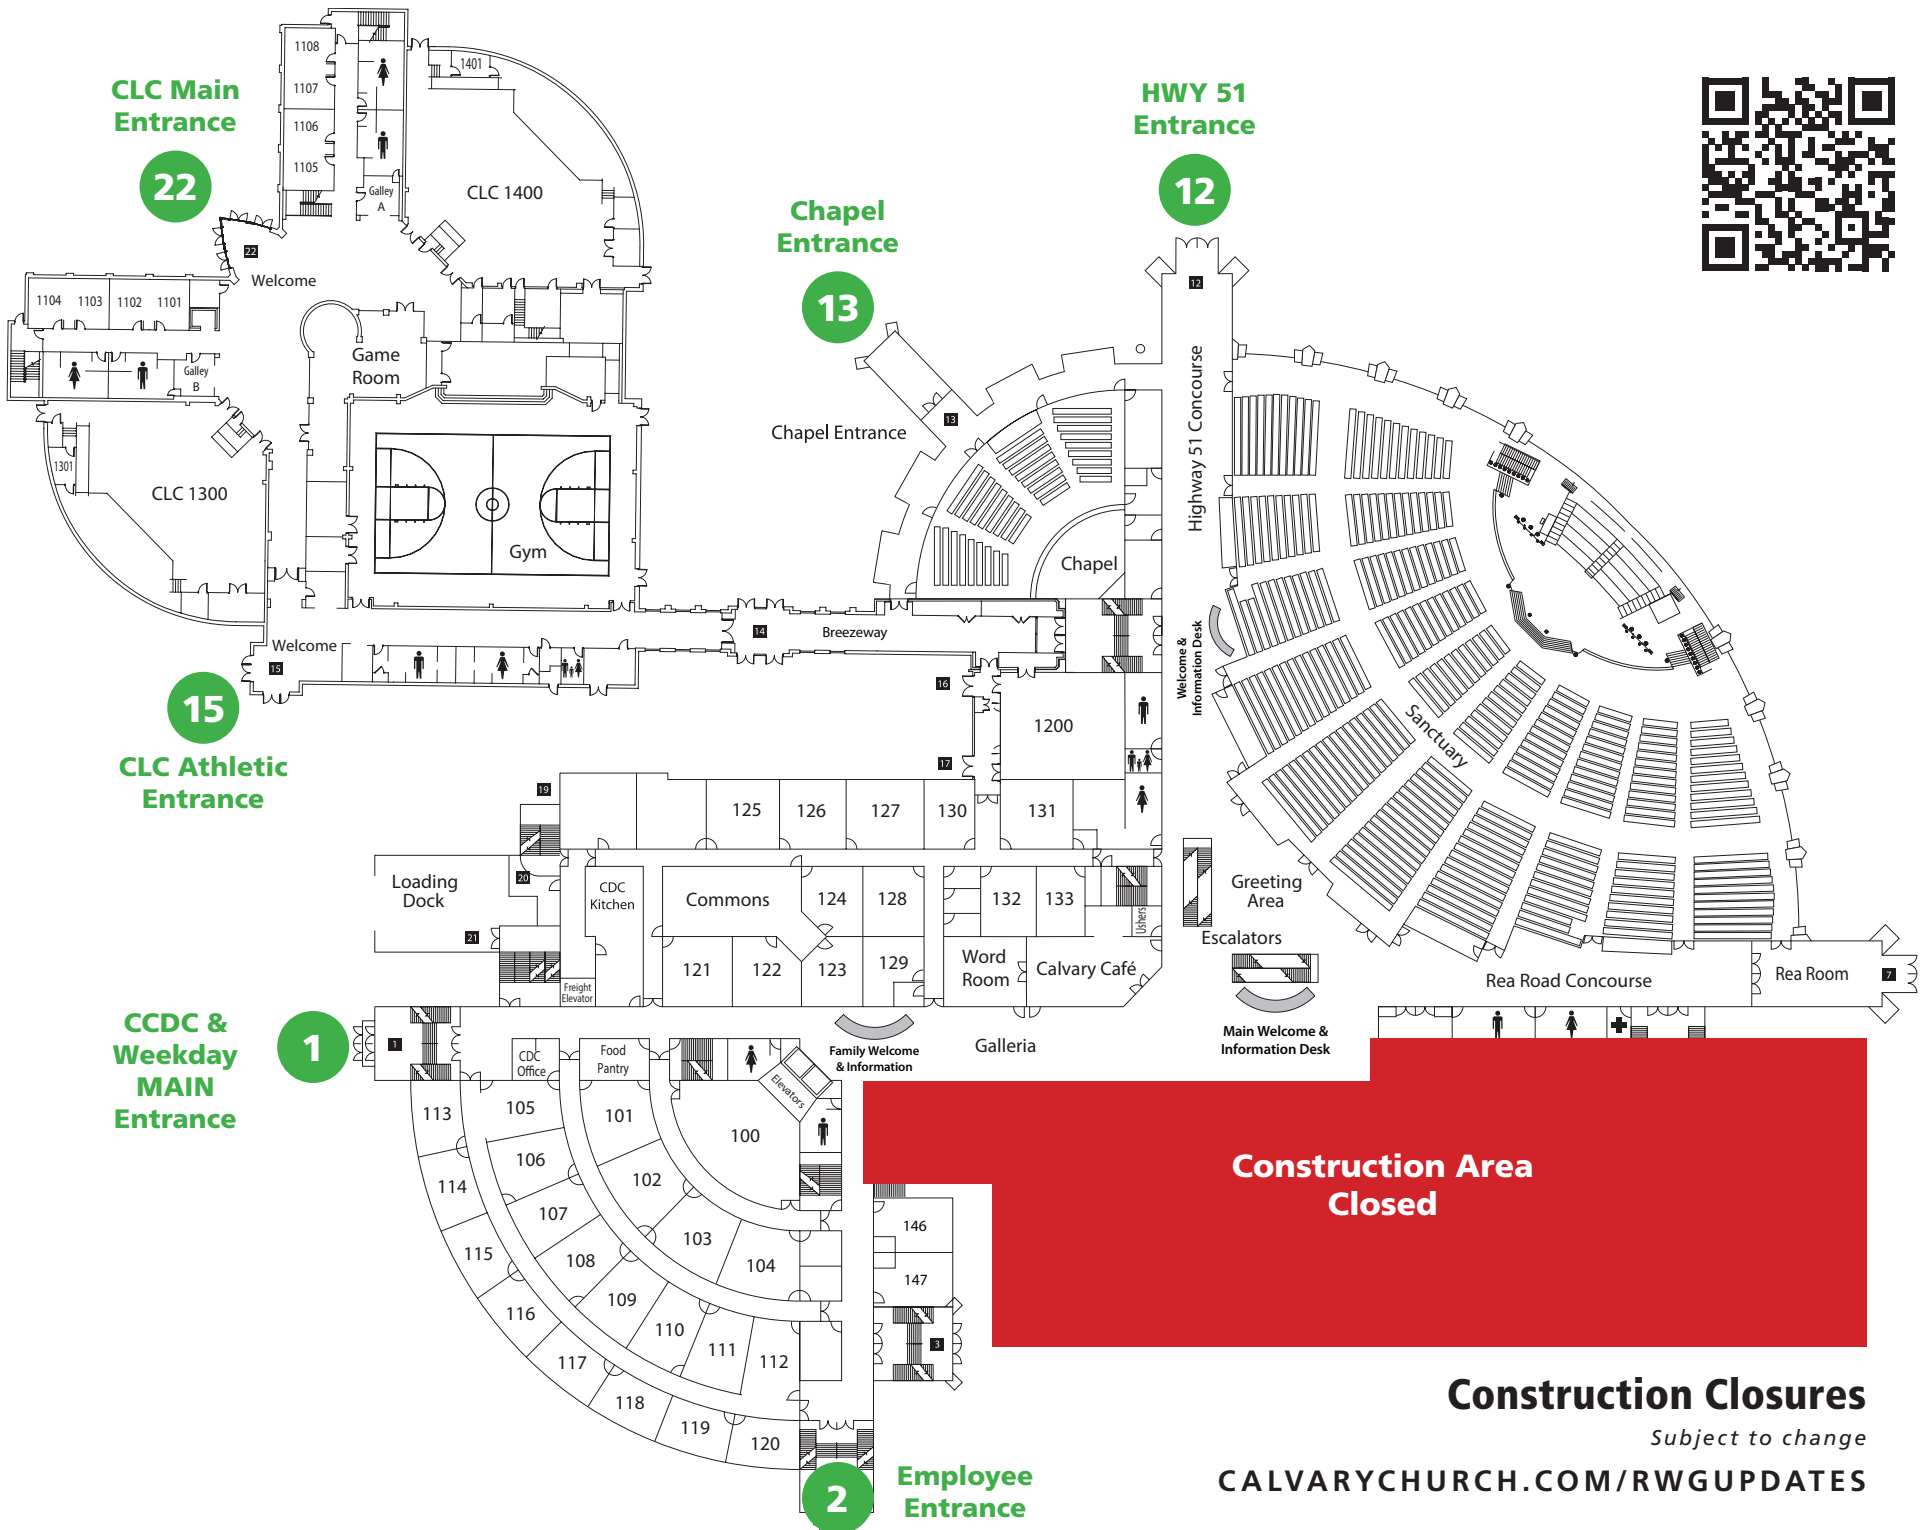 CLC Main
Entrance
22
HWY 51
Entrance
12
Chapel
Entrance
13
1108
1107
1106
1105
1401
Galley
A
CLC 1400
22
Welcome
1104
1103
1102
1101
Galley
B
Game
Room
1301
CLC 1300
Gym
12
Highway 51 Concourse
13
Chapel Entrance
Chapel
Welcome
15
14
Breezeway
Welcome &
Information Desk
Sanctuary
15
CLC Athletic
Entrance
16
17
1200
19
125
126
127
130
131
20
21
Loading
Dock
CDC
Kitchen
Freight
Elevator
Commons
124
128
132
133
Ushers
121
122
123
129
Word
Room
Calvary Café
Greeting
Area
Escalators
Rea Road Concourse
Rea Room
7
CCDC &
Weekday
MAIN
Entrance
1
1
CDC
Office
Food
Pantry
Family Welcome
& Information
Galleria
Main Welcome &
Information Desk
Elevators
113
105
101
100
106
102
114
107
103
115
108
104
109
116
110
111
112
117
118
119
120
146
147
3
Construction Area
Closed
2
Employee
Entrance
Construction Closures
Subject to change
CALVARYCHURCH.COM/RWGUPDATES